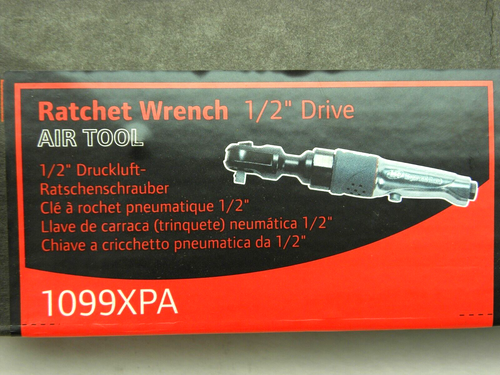 Ratchet Wrench 1/2" Drive
AIR TOOL
1/2" Druckluft-
Ratschenschrauber
Clé à rochet pneumatique 1/2"
Llave de carraca (trinquete) neumática 1/2"
Chiave a cricchetto pneumatica da 1/2"
1099XPA